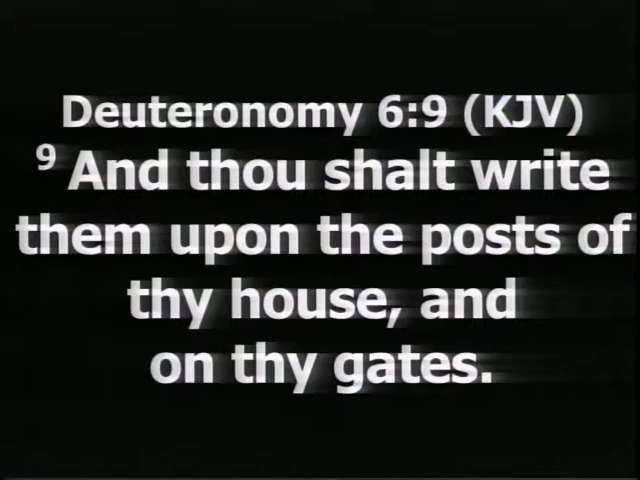 Deuteronomy 6:9 (KJV)
9 And thou shalt write
them upon the posts of
thy house, and
on thy gates.